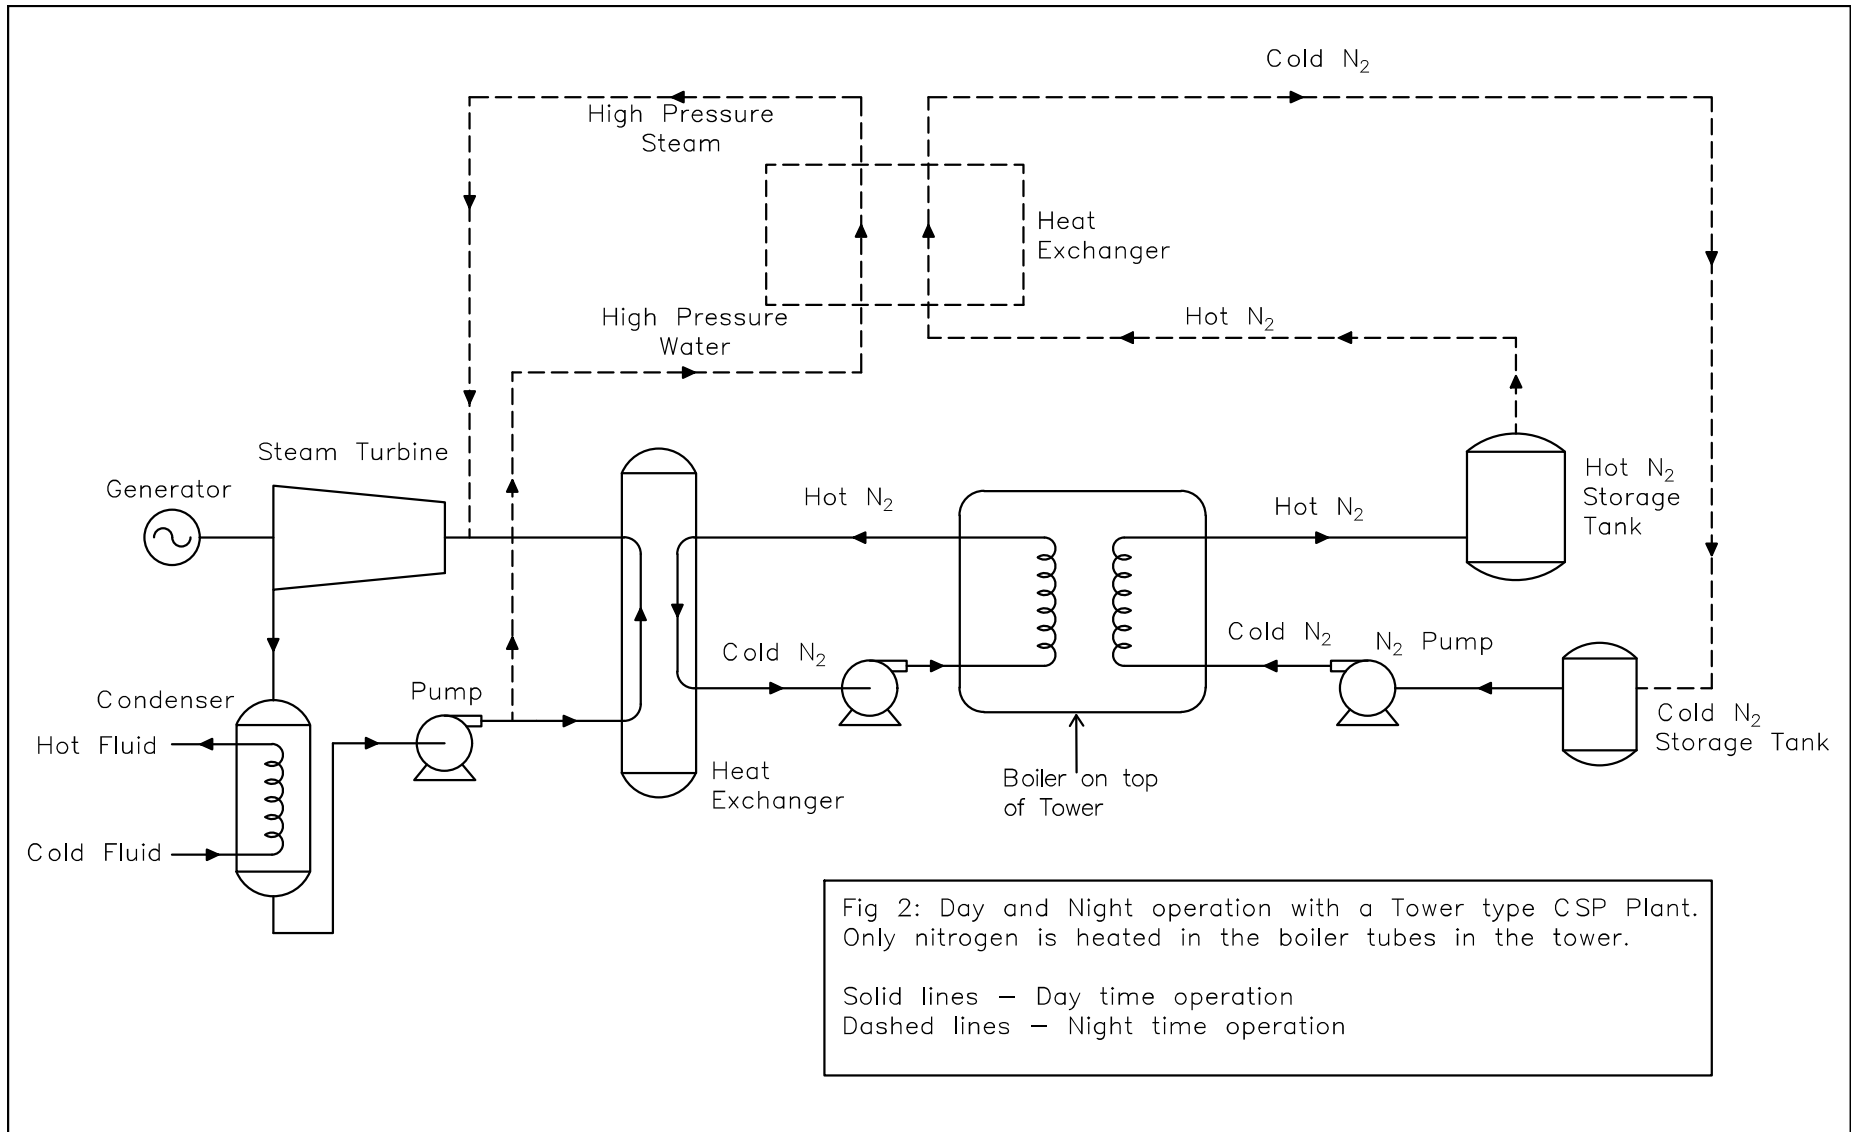 Cold N₂
High Pressure
Steam
Heat
Exchanger
High Pressure
Water
Hot N₂
Steam Turbine
Generator
Hot N₂
Hot N₂
Hot N₂
Storage
Tank
Cold N₂
Cold N₂
N₂ Pump
Pump
Condenser
Hot Fluid
Cold Fluid
Heat
Exchanger
Boiler on top
of Tower
Cold N₂
Storage Tank
Fig 2: Day and Night operation with a Tower type CSP Plant.
Only nitrogen is heated in the boiler tubes in the tower.
Solid lines – Day time operation
Dashed lines – Night time operation